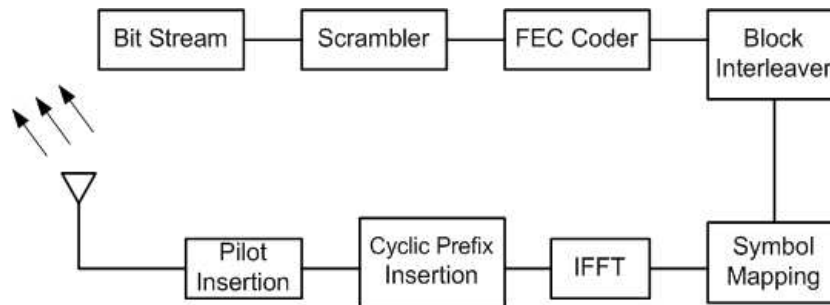 Bit Stream
Scrambler
FEC Coder
Block
Interleaver
Pilot
Insertion
Cyclic Prefix
Insertion
IFFT
Symbol
Mapping